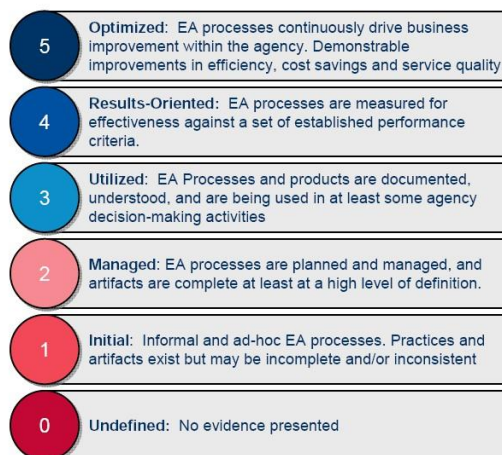 5
Optimized: EA processes continuously drive business
improvement within the agency. Demonstrable
improvements in efficiency, cost savings and service quality
4
Results-Oriented: EA processes are measured for
effectiveness against a set of established performance
criteria.
3
Utilized: EA Processes and products are documented,
understood, and are being used in at least some agency
decision-making activities
2
Managed: EA processes are planned and managed, and
artifacts are complete at least at a high level of definition.
1
Initial: Informal and ad-hoc EA processes. Practices and
artifacts exist but may be incomplete and/or inconsistent
0
Undefined: No evidence presented